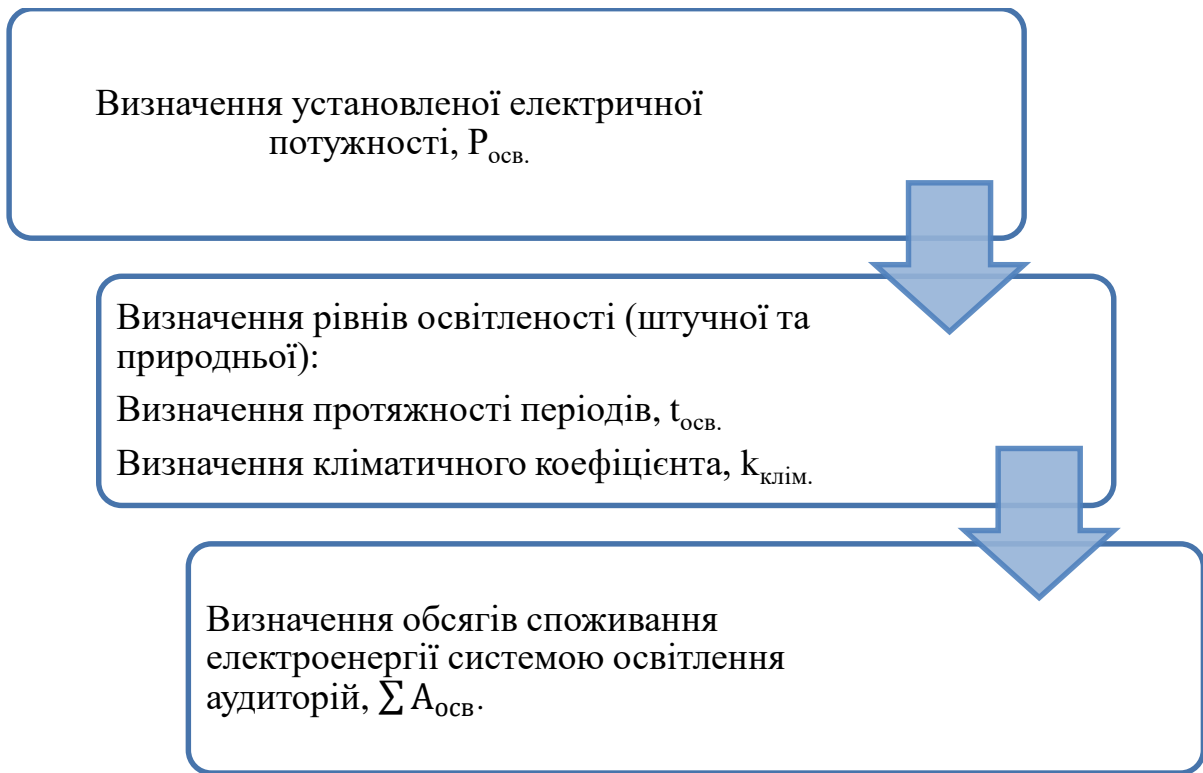 Визначення установленої електричної
потужності, Pосв.
Визначення рівнів освітленості (штучної та
природньої):
Визначення протяжності періодів, tосв.
Визначення кліматичного коефіцієнта, kклім.
Визначення обсягів споживання
електроенергії системою освітлення
аудиторій, ∑ Aосв.